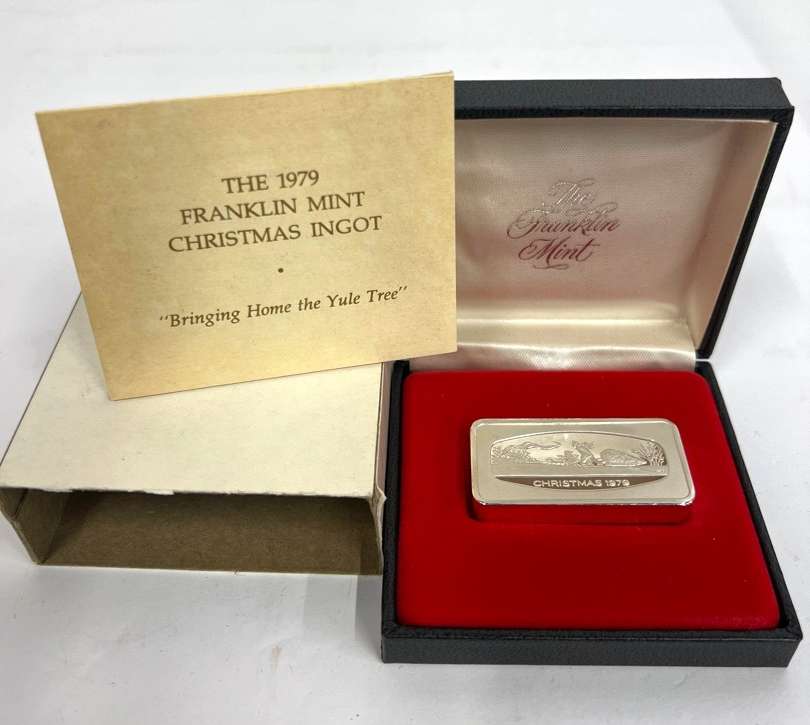 THE 1979
FRANKLIN MINT
CHRISTMAS INGOT
•
"Bringing Home the Yule Tree"
The
Franklin
Mint
CHRISTMAS 1979